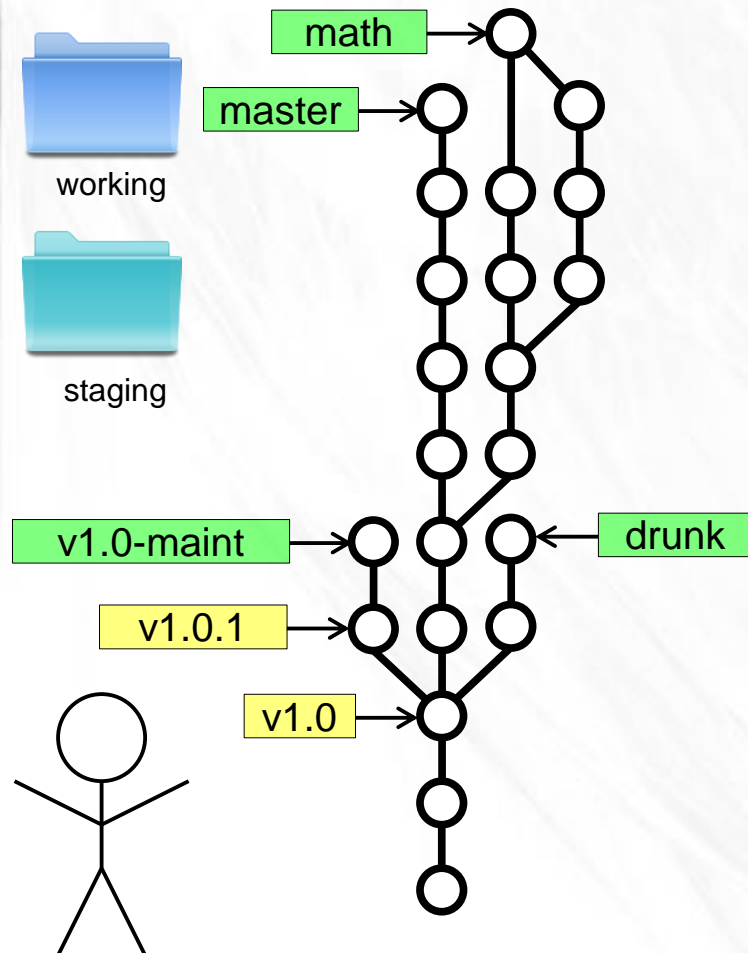 math
master
working
staging
v1.0-maint
drunk
v1.0.1
v1.0